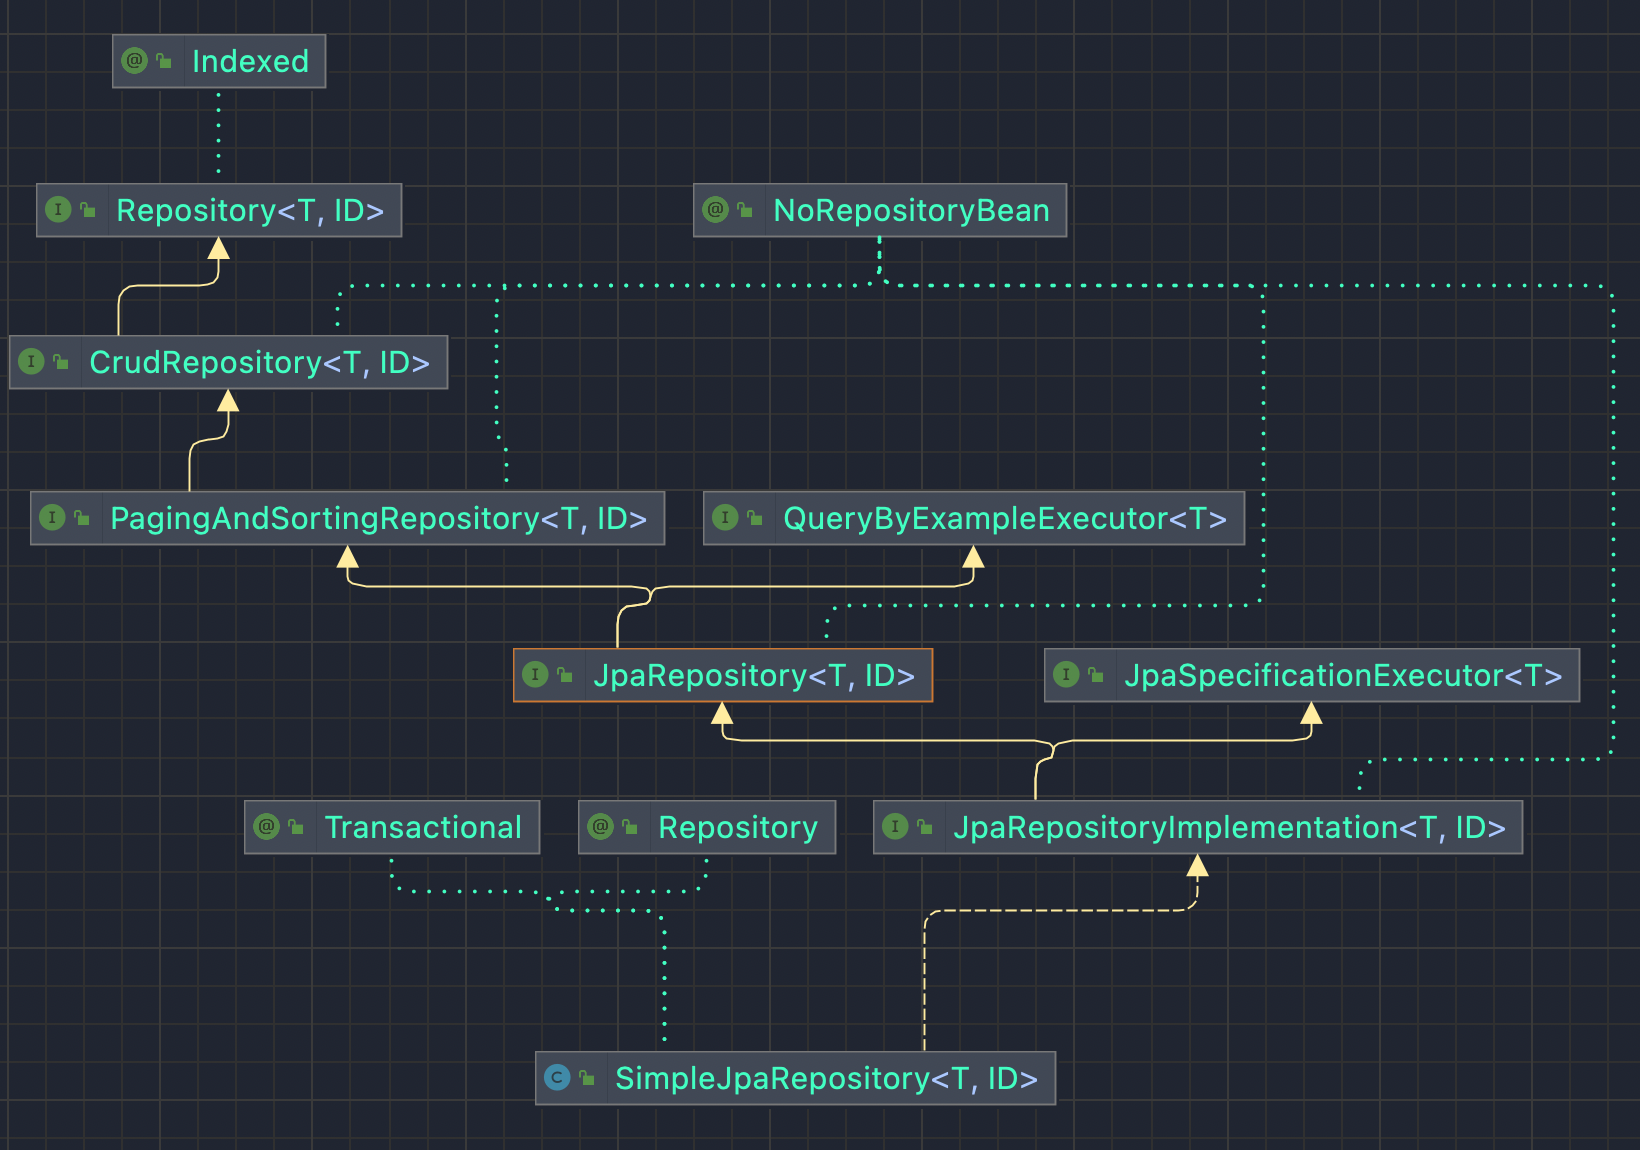 @ Indexed
I Repository<T, ID>
@ NoRepositoryBean
I CrudRepository<T, ID>
I PagingAndSortingRepository<T, ID>
I QueryByExampleExecutor<T>
I JpaRepository<T, ID>
I JpaSpecificationExecutor<T>
@ Transactional
@ Repository
I JpaRepositoryImplementation<T, ID>
C SimpleJpaRepository<T, ID>